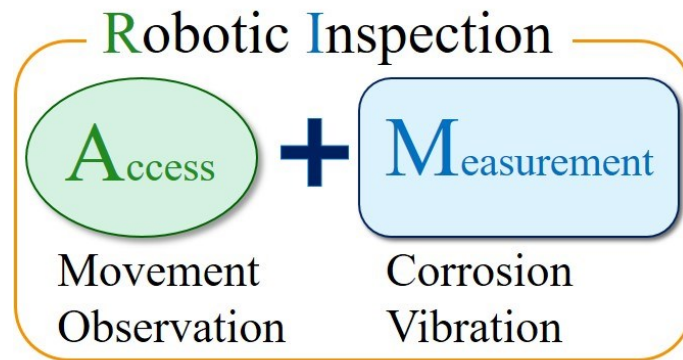 Robotic Inspection
Access + Measurement
Movement
Observation
Corrosion
Vibration